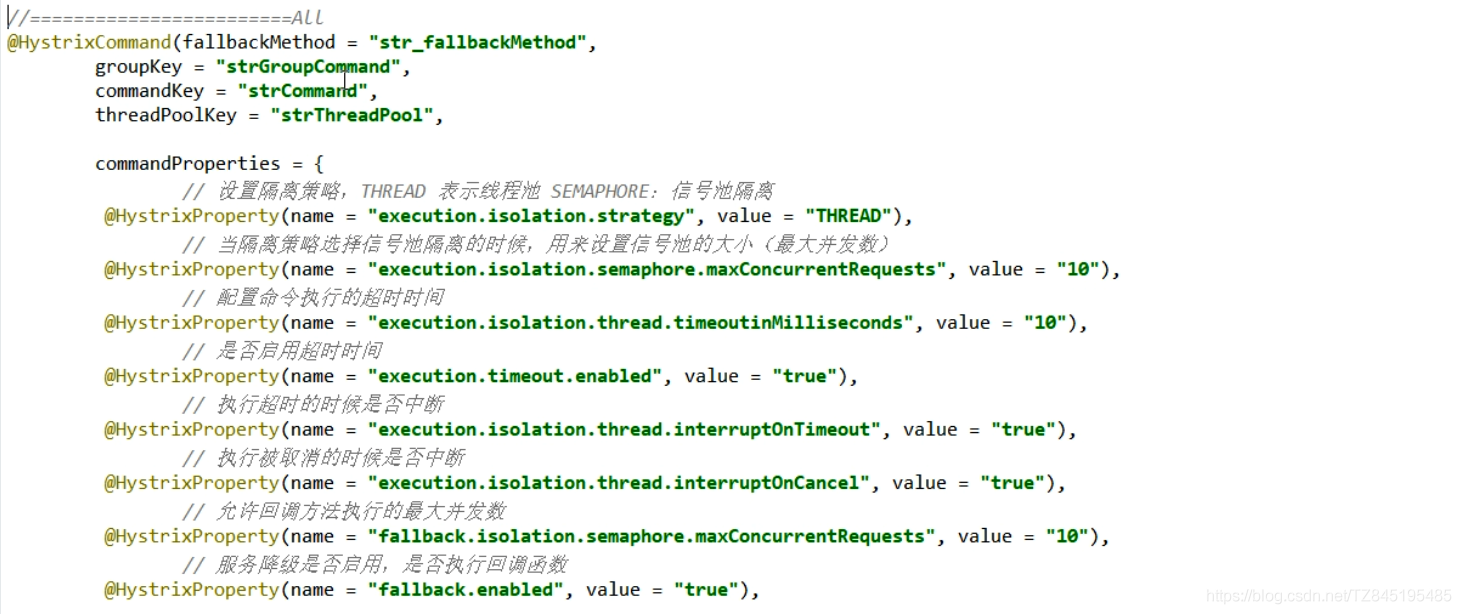 //========================All
@HystrixCommand(fallbackMethod = "str_fallbackMethod",
groupKey = "strGroupCommand",
commandKey = "strCommand",
threadPoolKey = "strThreadPool",
commandProperties = {
// 设置隔离策略，THREAD 表示线程池 SEMAPHORE：信号池隔离
@HystrixProperty(name = "execution.isolation.strategy", value = "THREAD"),
// 当隔离策略选择信号池隔离的时候，用来设置信号池的大小（最大并发数）
@HystrixProperty(name = "execution.isolation.semaphore.maxConcurrentRequests", value = "10"),
// 配置命令执行的超时时间
@HystrixProperty(name = "execution.isolation.thread.timeoutinMilliseconds", value = "10"),
// 是否启用超时时间
@HystrixProperty(name = "execution.timeout.enabled", value = "true"),
// 执行超时的时候是否中断
@HystrixProperty(name = "execution.isolation.thread.interruptOnTimeout", value = "true"),
// 执行被取消的时候是否中断
@HystrixProperty(name = "execution.isolation.thread.interruptOnCancel", value = "true"),
// 允许回调方法执行的最大并发数
@HystrixProperty(name = "fallback.isolation.semaphore.maxConcurrentRequests", value = "10"),
// 服务降级是否启用，是否执行回调函数
@HystrixProperty(name = "fallback.enabled", value = "true"),
https://blog.csdn.net/TZ845195485